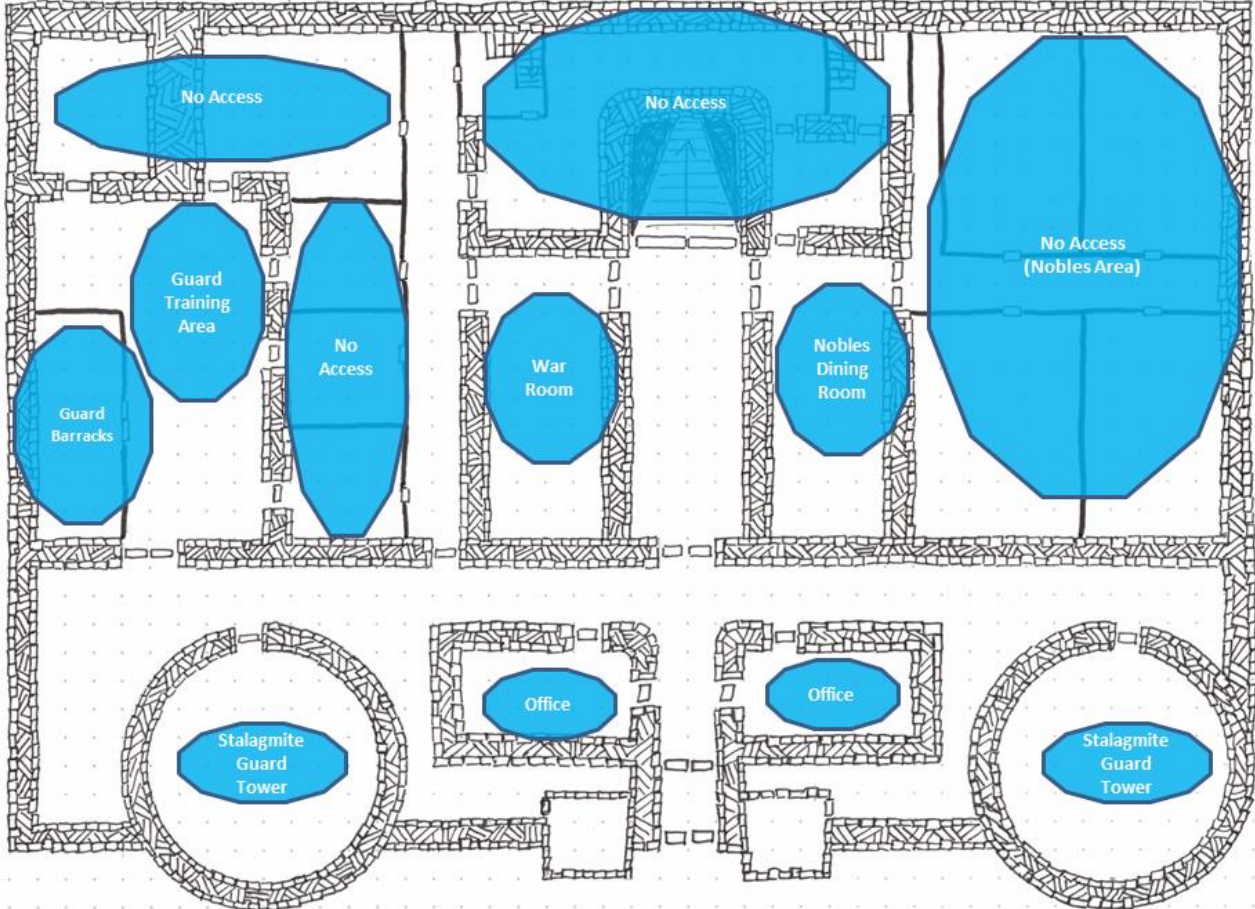 No Access
No Access
No Access
(Nobles Area)
Guard
Training
Area
No
Access
War
Room
Nobles
Dining
Room
Guard
Barracks
Office
Office
Stalagmite
Guard
Tower
Stalagmite
Guard
Tower